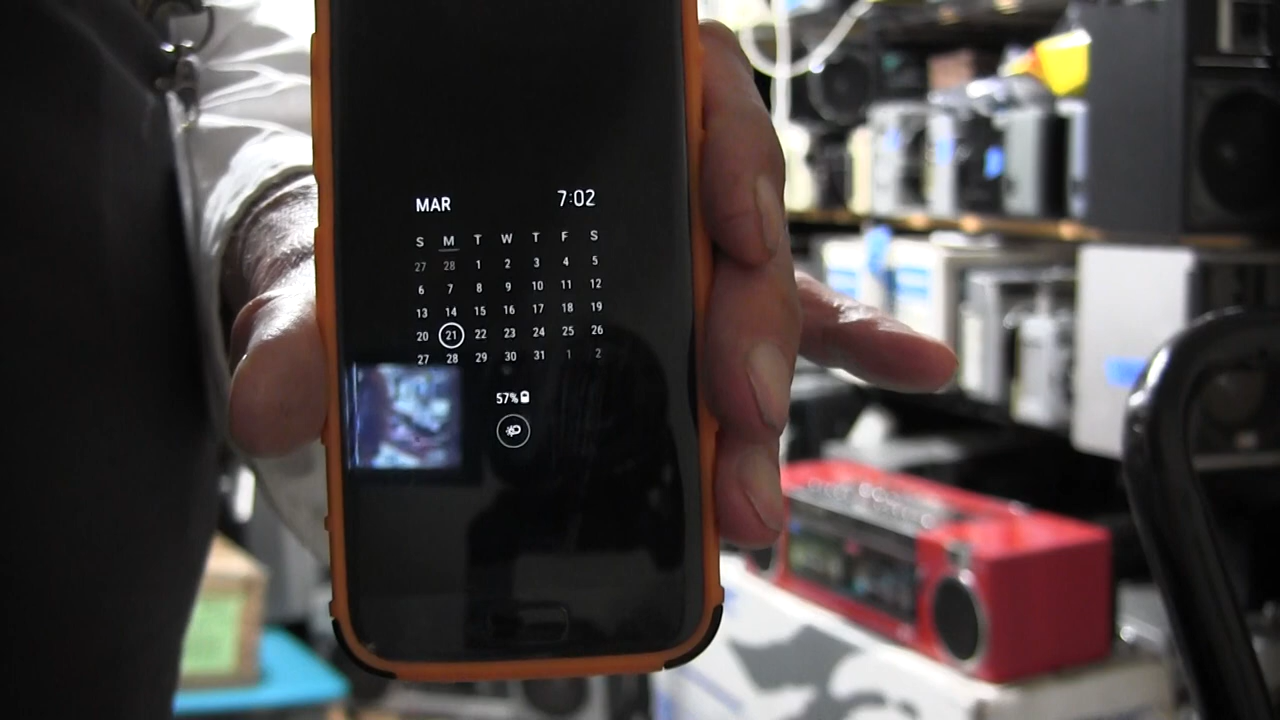 MAR 7:02
S M T W T F S
27 28 1 2 3 4 5
6 7 8 9 10 11 12
13 14 15 16 17 18 19
20 21 22 23 24 25 26
27 28 29 30 31 1 2
57%